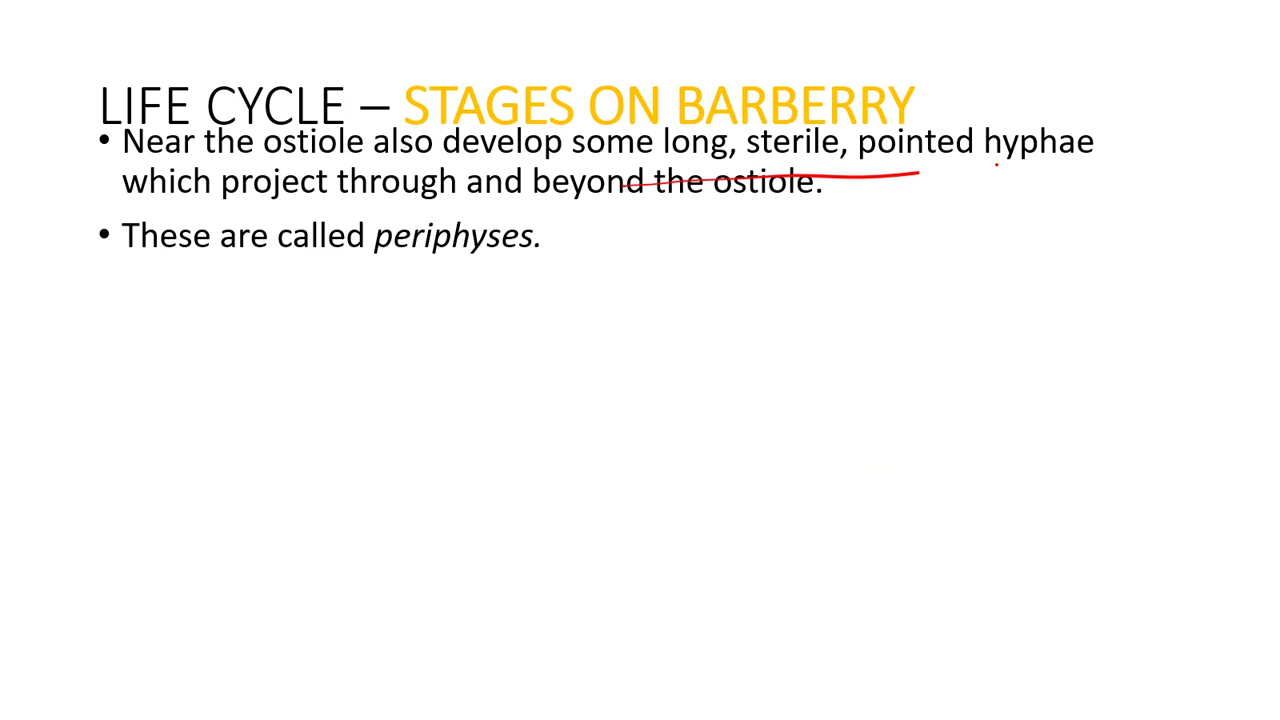 LIFE CYCLE – STAGES ON BARBERRY
• Near the ostiole also develop some long, sterile, pointed hyphae
which project through and beyond the ostiole.
• These are called periphyses.